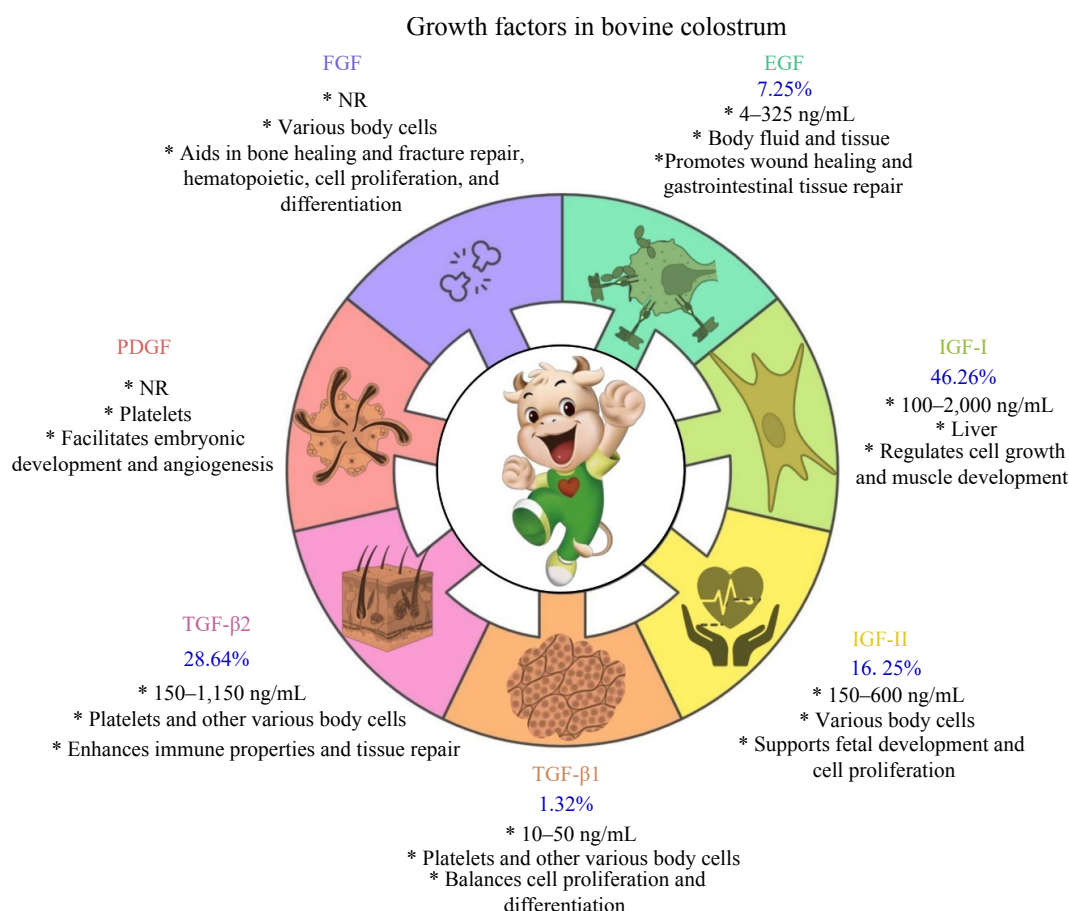 Growth factors in bovine colostrum
FGF
* NR
* Various body cells
* Aids in bone healing and fracture repair,
hematopoietic, cell proliferation, and
differentiation
EGF
7.25%
* 4–325 ng/mL
* Body fluid and tissue
*Promotes wound healing and
gastrointestinal tissue repair
PDGF
* NR
* Platelets
* Facilitates embryonic
development and angiogenesis
IGF-I
46.26%
* 100–2,000 ng/mL
* Liver
* Regulates cell growth
and muscle development
TGF-β2
28.64%
* 150–1,150 ng/mL
* Platelets and other various body cells
* Enhances immune properties and tissue repair
IGF-II
16. 25%
* 150–600 ng/mL
* Various body cells
* Supports fetal development and
cell proliferation
TGF-β1
1.32%
* 10–50 ng/mL
* Platelets and other various body cells
* Balances cell proliferation and
differentiation